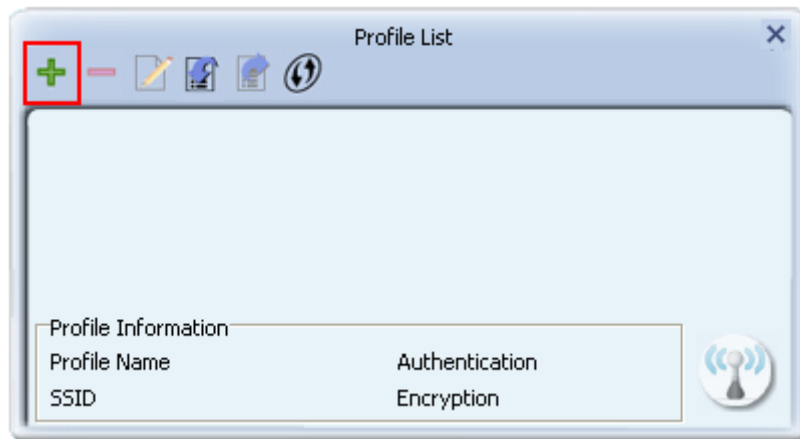 Profile List
Profile Information
Profile Name Authentication
SSID Encryption